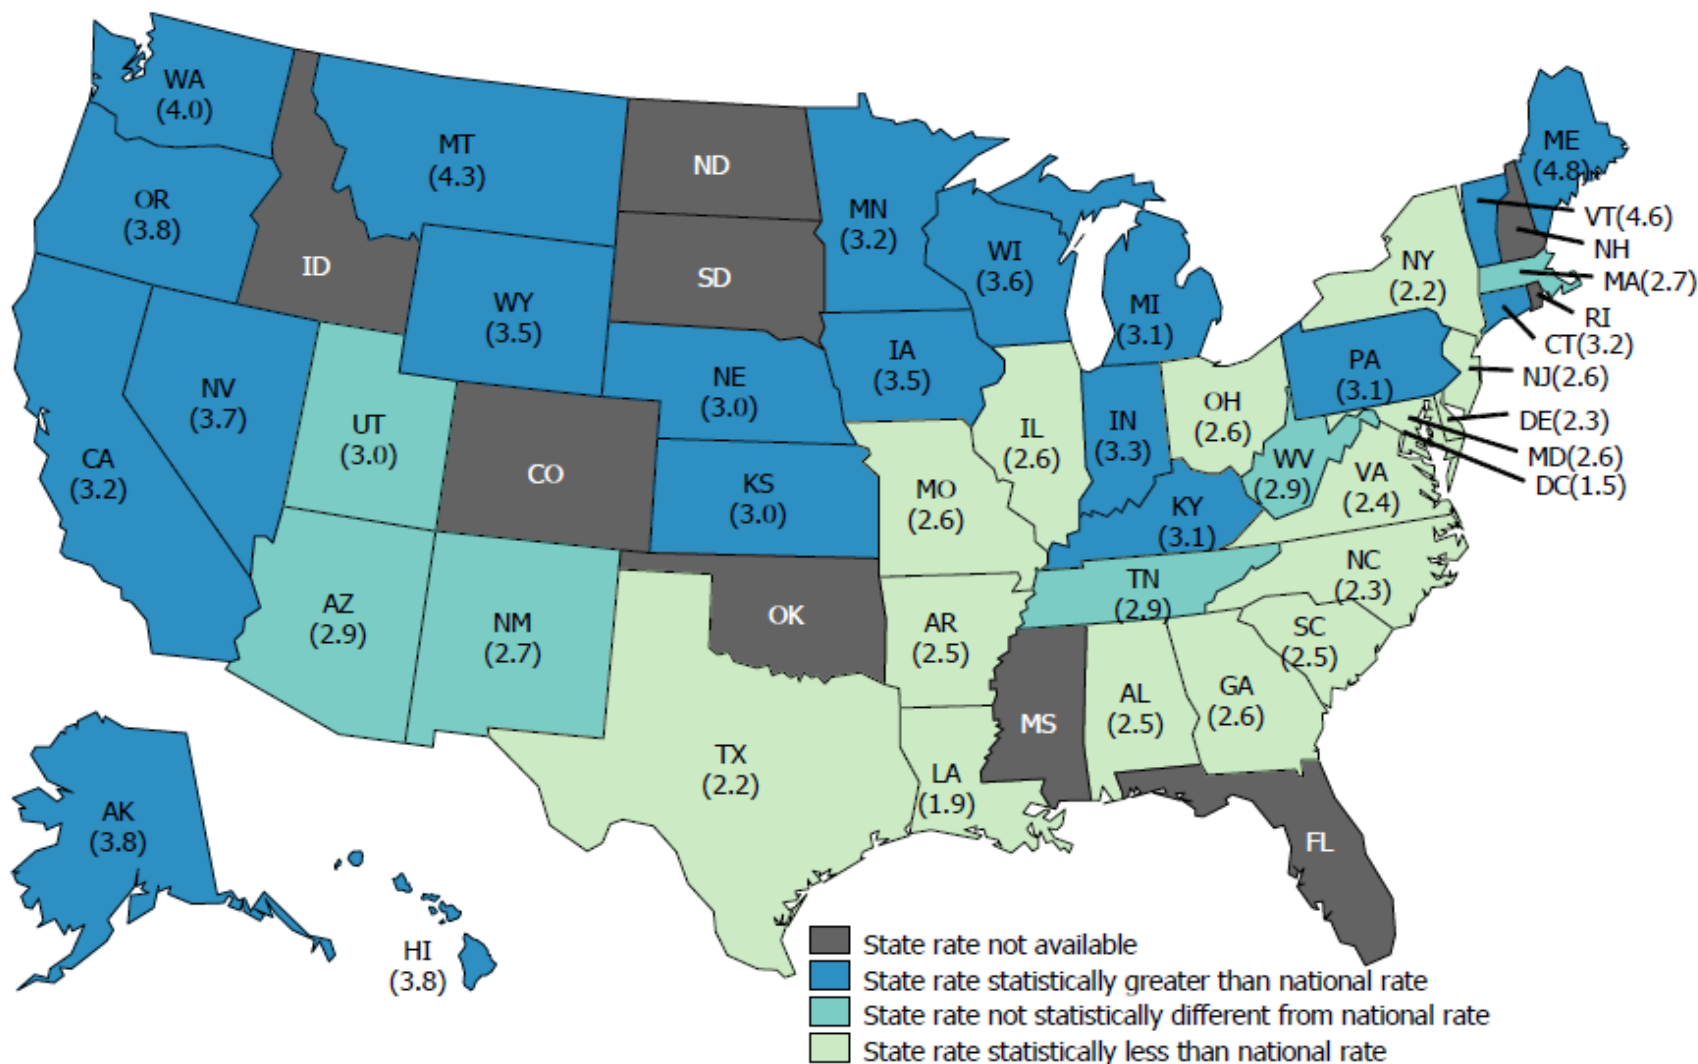 WA
(4.0)
MT
(4.3)
ND
OR
(3.8)
ID
SD
MN
(3.2)
WI
(3.6)
MI
(3.1)
ME
(4.8)
VT(4.6)
NH
NY
(2.2)
MA(2.7)
RI
CT(3.2)
WY
(3.5)
IA
(3.5)
PA
(3.1)
NJ(2.6)
NV
(3.7)
UT
(3.0)
NE
(3.0)
IL
(2.6)
IN
(3.3)
OH
(2.6)
DE(2.3)
MD(2.6)
DC(1.5)
CA
(3.2)
CO
KS
(3.0)
MO
(2.6)
KY
(3.1)
WV
(2.9)
VA
(2.4)
AZ
(2.9)
NM
(2.7)
OK
AR
(2.5)
TN
(2.9)
NC
(2.3)
SC
(2.5)
TX
(2.2)
LA
(1.9)
MS
AL
(2.5)
GA
(2.6)
FL
AK
(3.8)
HI
(3.8)
State rate not available
State rate statistically greater than national rate
State rate not statistically different from national rate
State rate statistically less than national rate